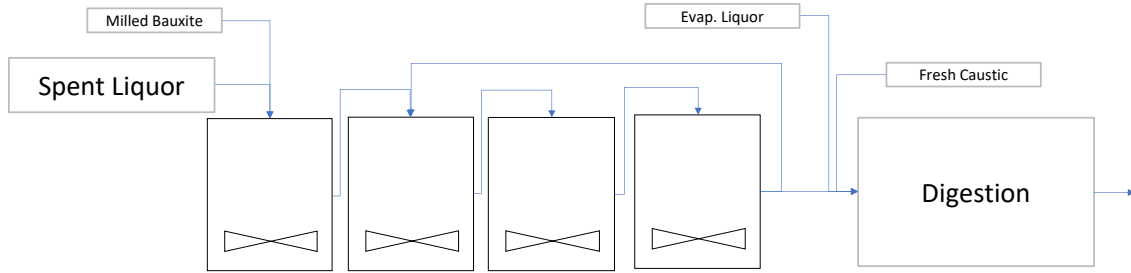 Milled Bauxite
Evap. Liquor
Spent Liquor
Fresh Caustic
Digestion